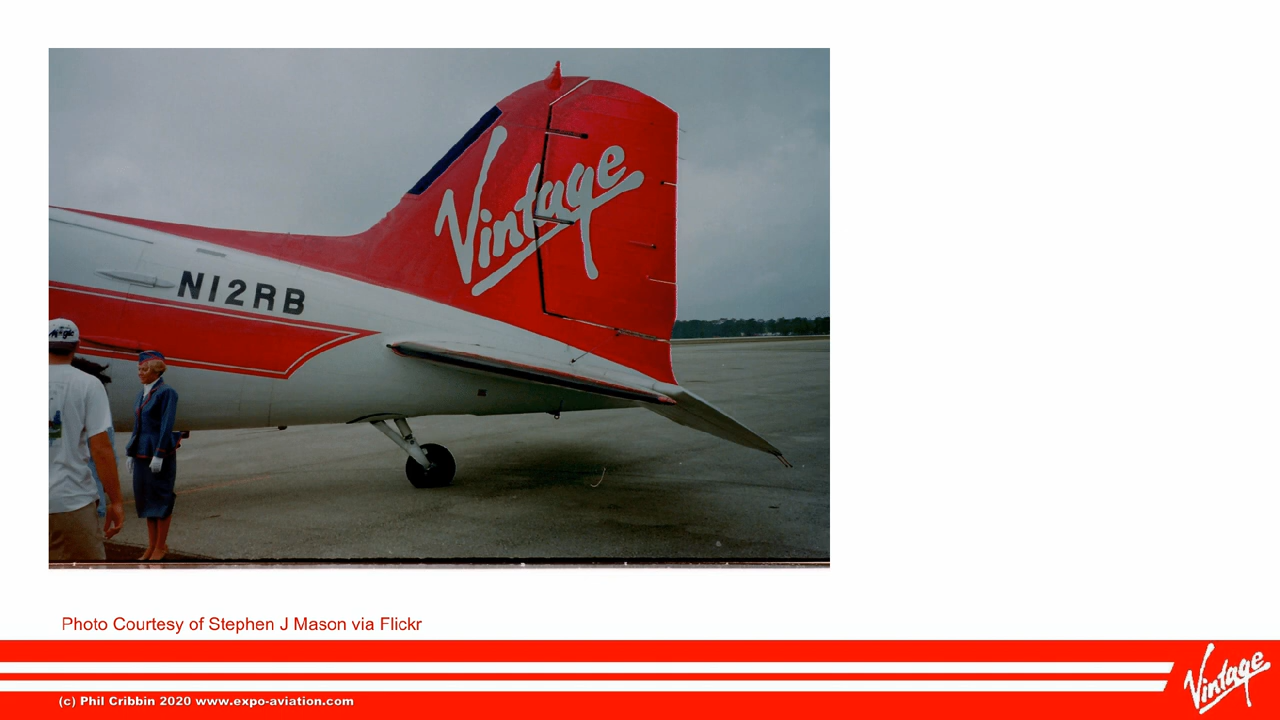 Vintage
N12RB
Photo Courtesy of Stephen J Mason via Flickr
(c) Phil Cribbin 2020 www.expo-aviation.com
Vintage